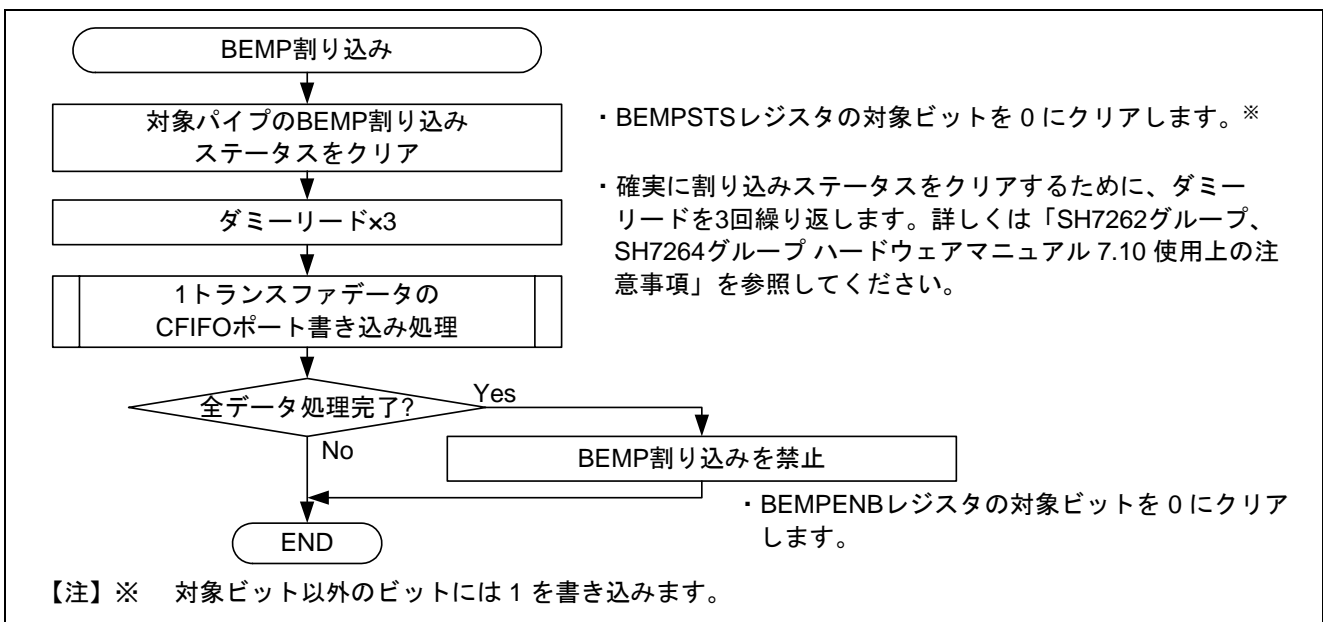 BEMP割り込み
対象パイプのBEMP割り込み
ステータスをクリア
・BEMPSTSレジスタの対象ビットを 0 にクリアします。※
ダミーリード×3
・確実に割り込みステータスをクリアするために、ダミー
リードを3回繰り返します。詳しくは「SH7262グループ、
SH7264グループ ハードウェアマニュアル 7.10 使用上の注
意事項」を参照してください。
1トランスファデータの
CFIFOポート書き込み処理
全データ処理完了?
Yes
No
BEMP割り込みを禁止
・BEMPENBレジスタの対象ビットを 0 にクリア
します。
END
【注】※ 対象ビット以外のビットには 1 を書き込みます。